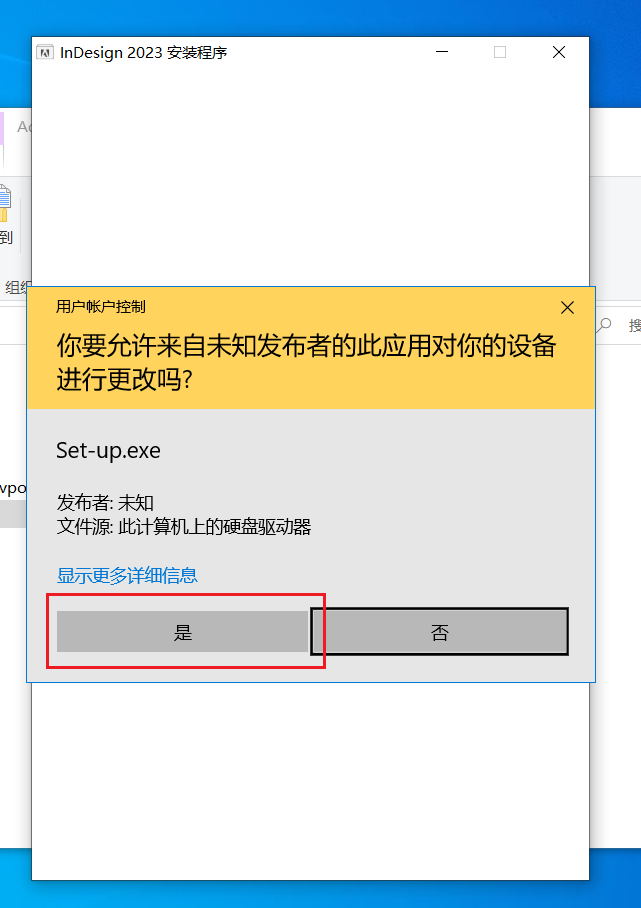 InDesign 2023 安装程序
到
组织
搜
用户帐户控制
你要允许来自未知发布者的此应用对你的设备
进行更改吗?
Set-up.exe
vpo
发布者: 未知
文件源: 此计算机上的硬盘驱动器
显示更多详细信息
是
否